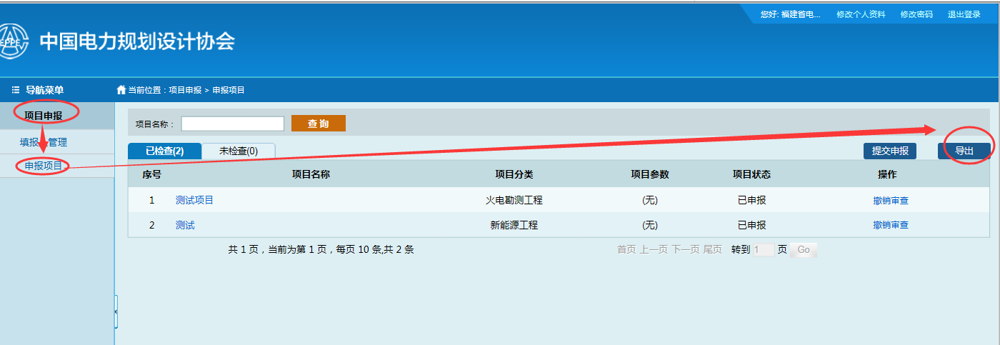 您好: 福建省电... 修改个人资料 修改密码 退出登录
中国电力规划设计协会
导航菜单 当前位置：项目申报 > 申报项目
项目申报
填报 管理
申报项目
项目名称： 查 询
已检查(2) 未检查(0) 提交申报 导出
序号 项目名称 项目分类 项目参数 项目状态 操作
1 测试项目 火电勘测工程 (无) 已申报 撤销审查
2 测试 新能源工程 (无) 已申报 撤销审查
共 1 页，当前为第 1 页，每页 10 条,共 2 条 首页 上一页 下一页 尾页 转到 1 页 Go